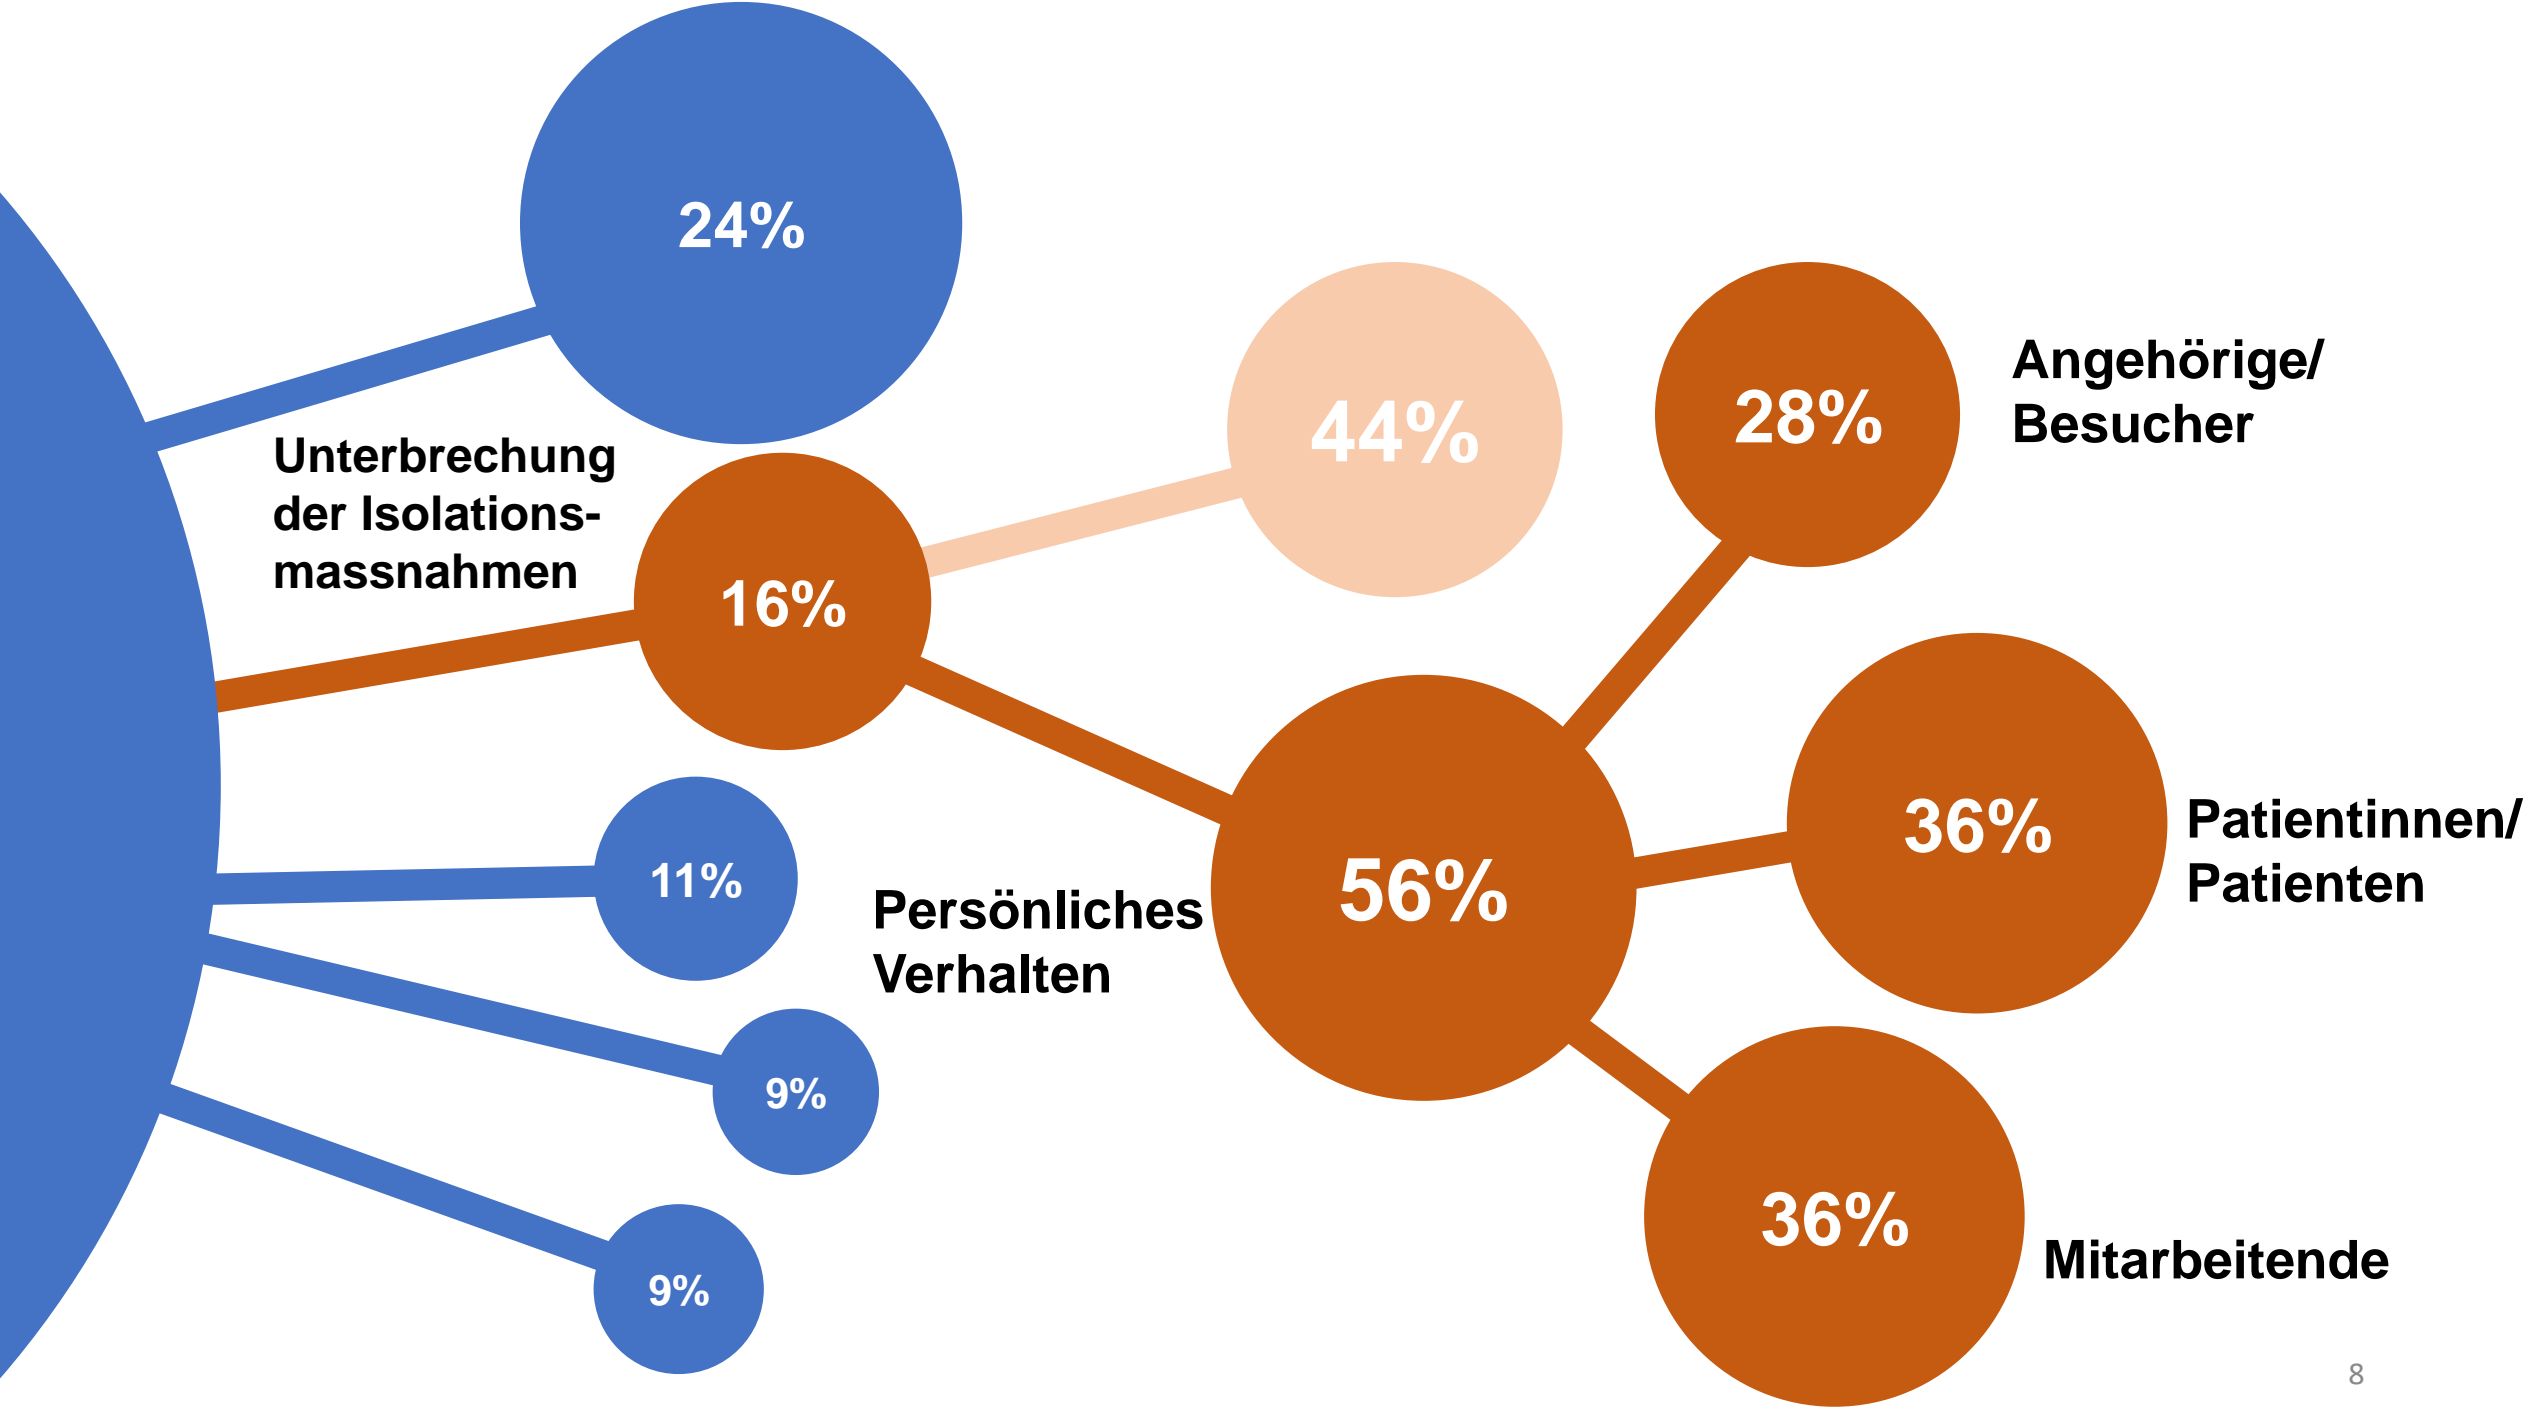 24%
Unterbrechung
der Isolations-
massnahmen
16%
44%
28%
Angehörige/
Besucher
11%
Persönliches
Verhalten
56%
36%
Patientinnen/
Patienten
9%
9%
36%
Mitarbeitende
8